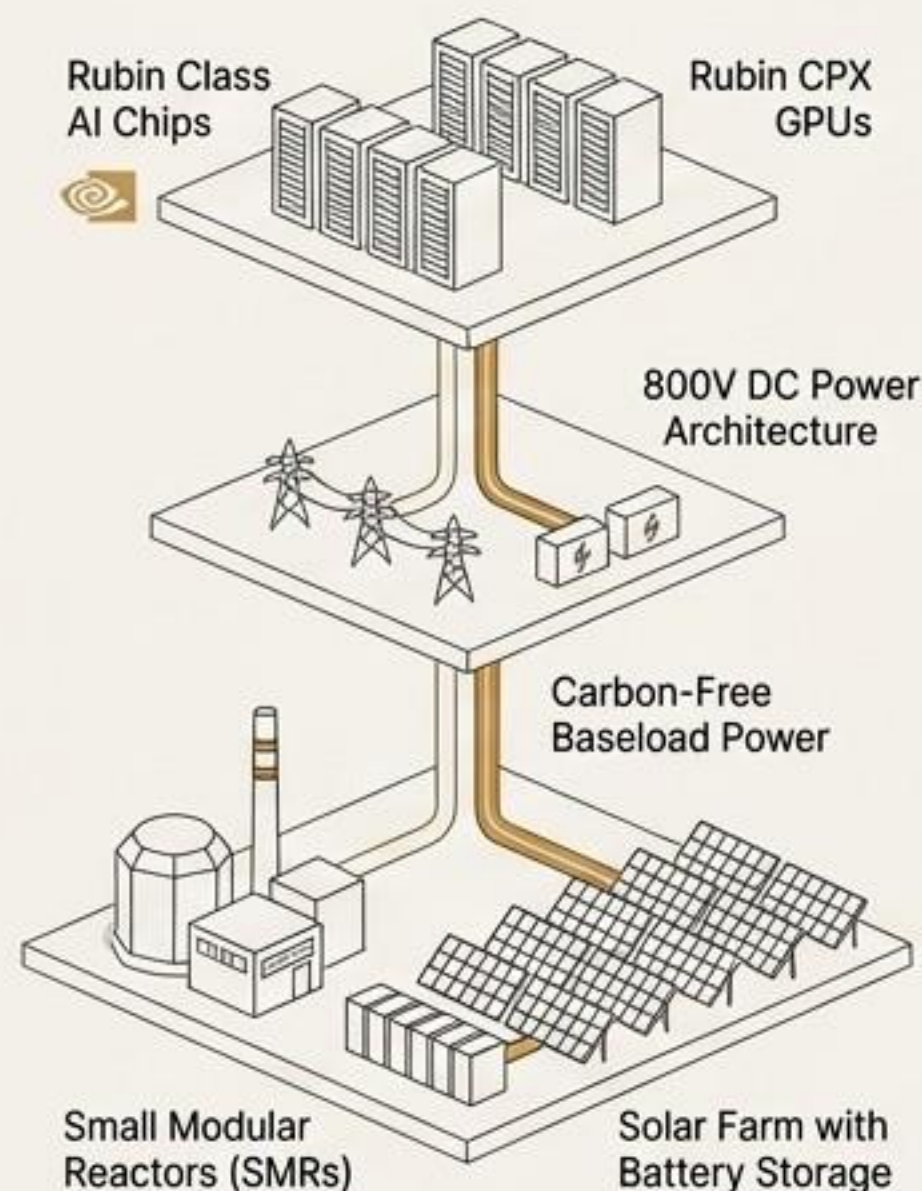 Rubin Class
AI Chips
Rubin CPX
GPUs
800V DC Power
Architecture
Carbon-Free
Baseload Power
Small Modular
Reactors (SMRs)
Solar Farm with
Battery Storage